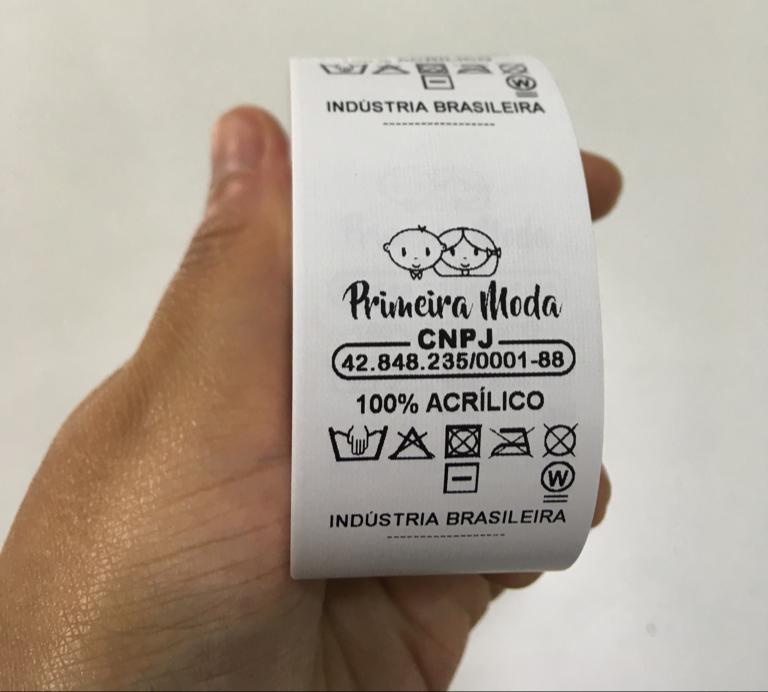 INDÚSTRIA BRASILEIRA
Primeira Moda
CNPJ
42.848.235/0001-88
100% ACRÍLICO
W
INDÚSTRIA BRASILEIRA